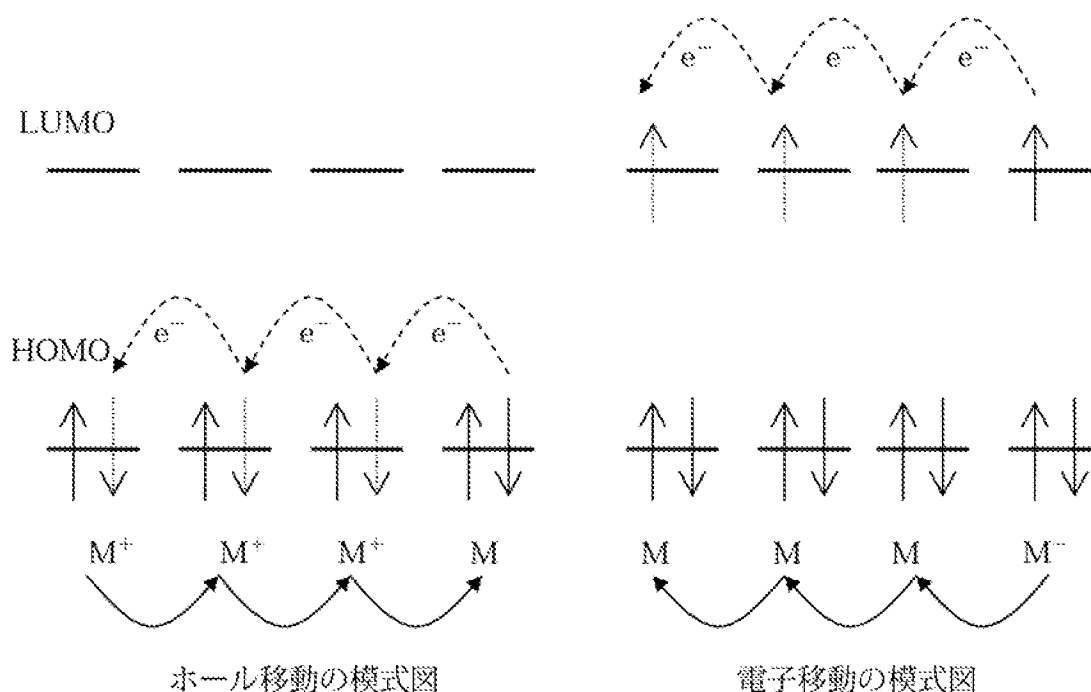 e⁻ e⁻ e⁻
LUMO
e⁻ e⁻ e⁻
HOMO
M⁺ M⁺ M⁺ M M M M M⁻
ホール移動の模式図 電子移動の模式図